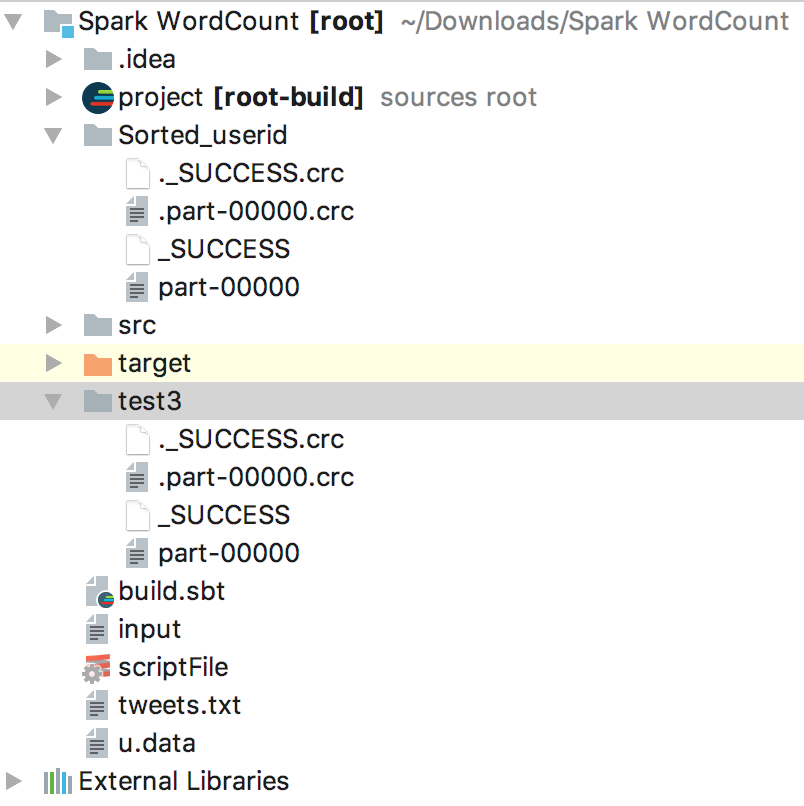 Spark WordCount [root] ~/Downloads/Spark WordCount
.idea
project [root-build] sources root
Sorted_userid
._SUCCESS.crc
.part-00000.crc
_SUCCESS
part-00000
src
target
test3
._SUCCESS.crc
.part-00000.crc
_SUCCESS
part-00000
build.sbt
input
scriptFile
tweets.txt
u.data
External Libraries